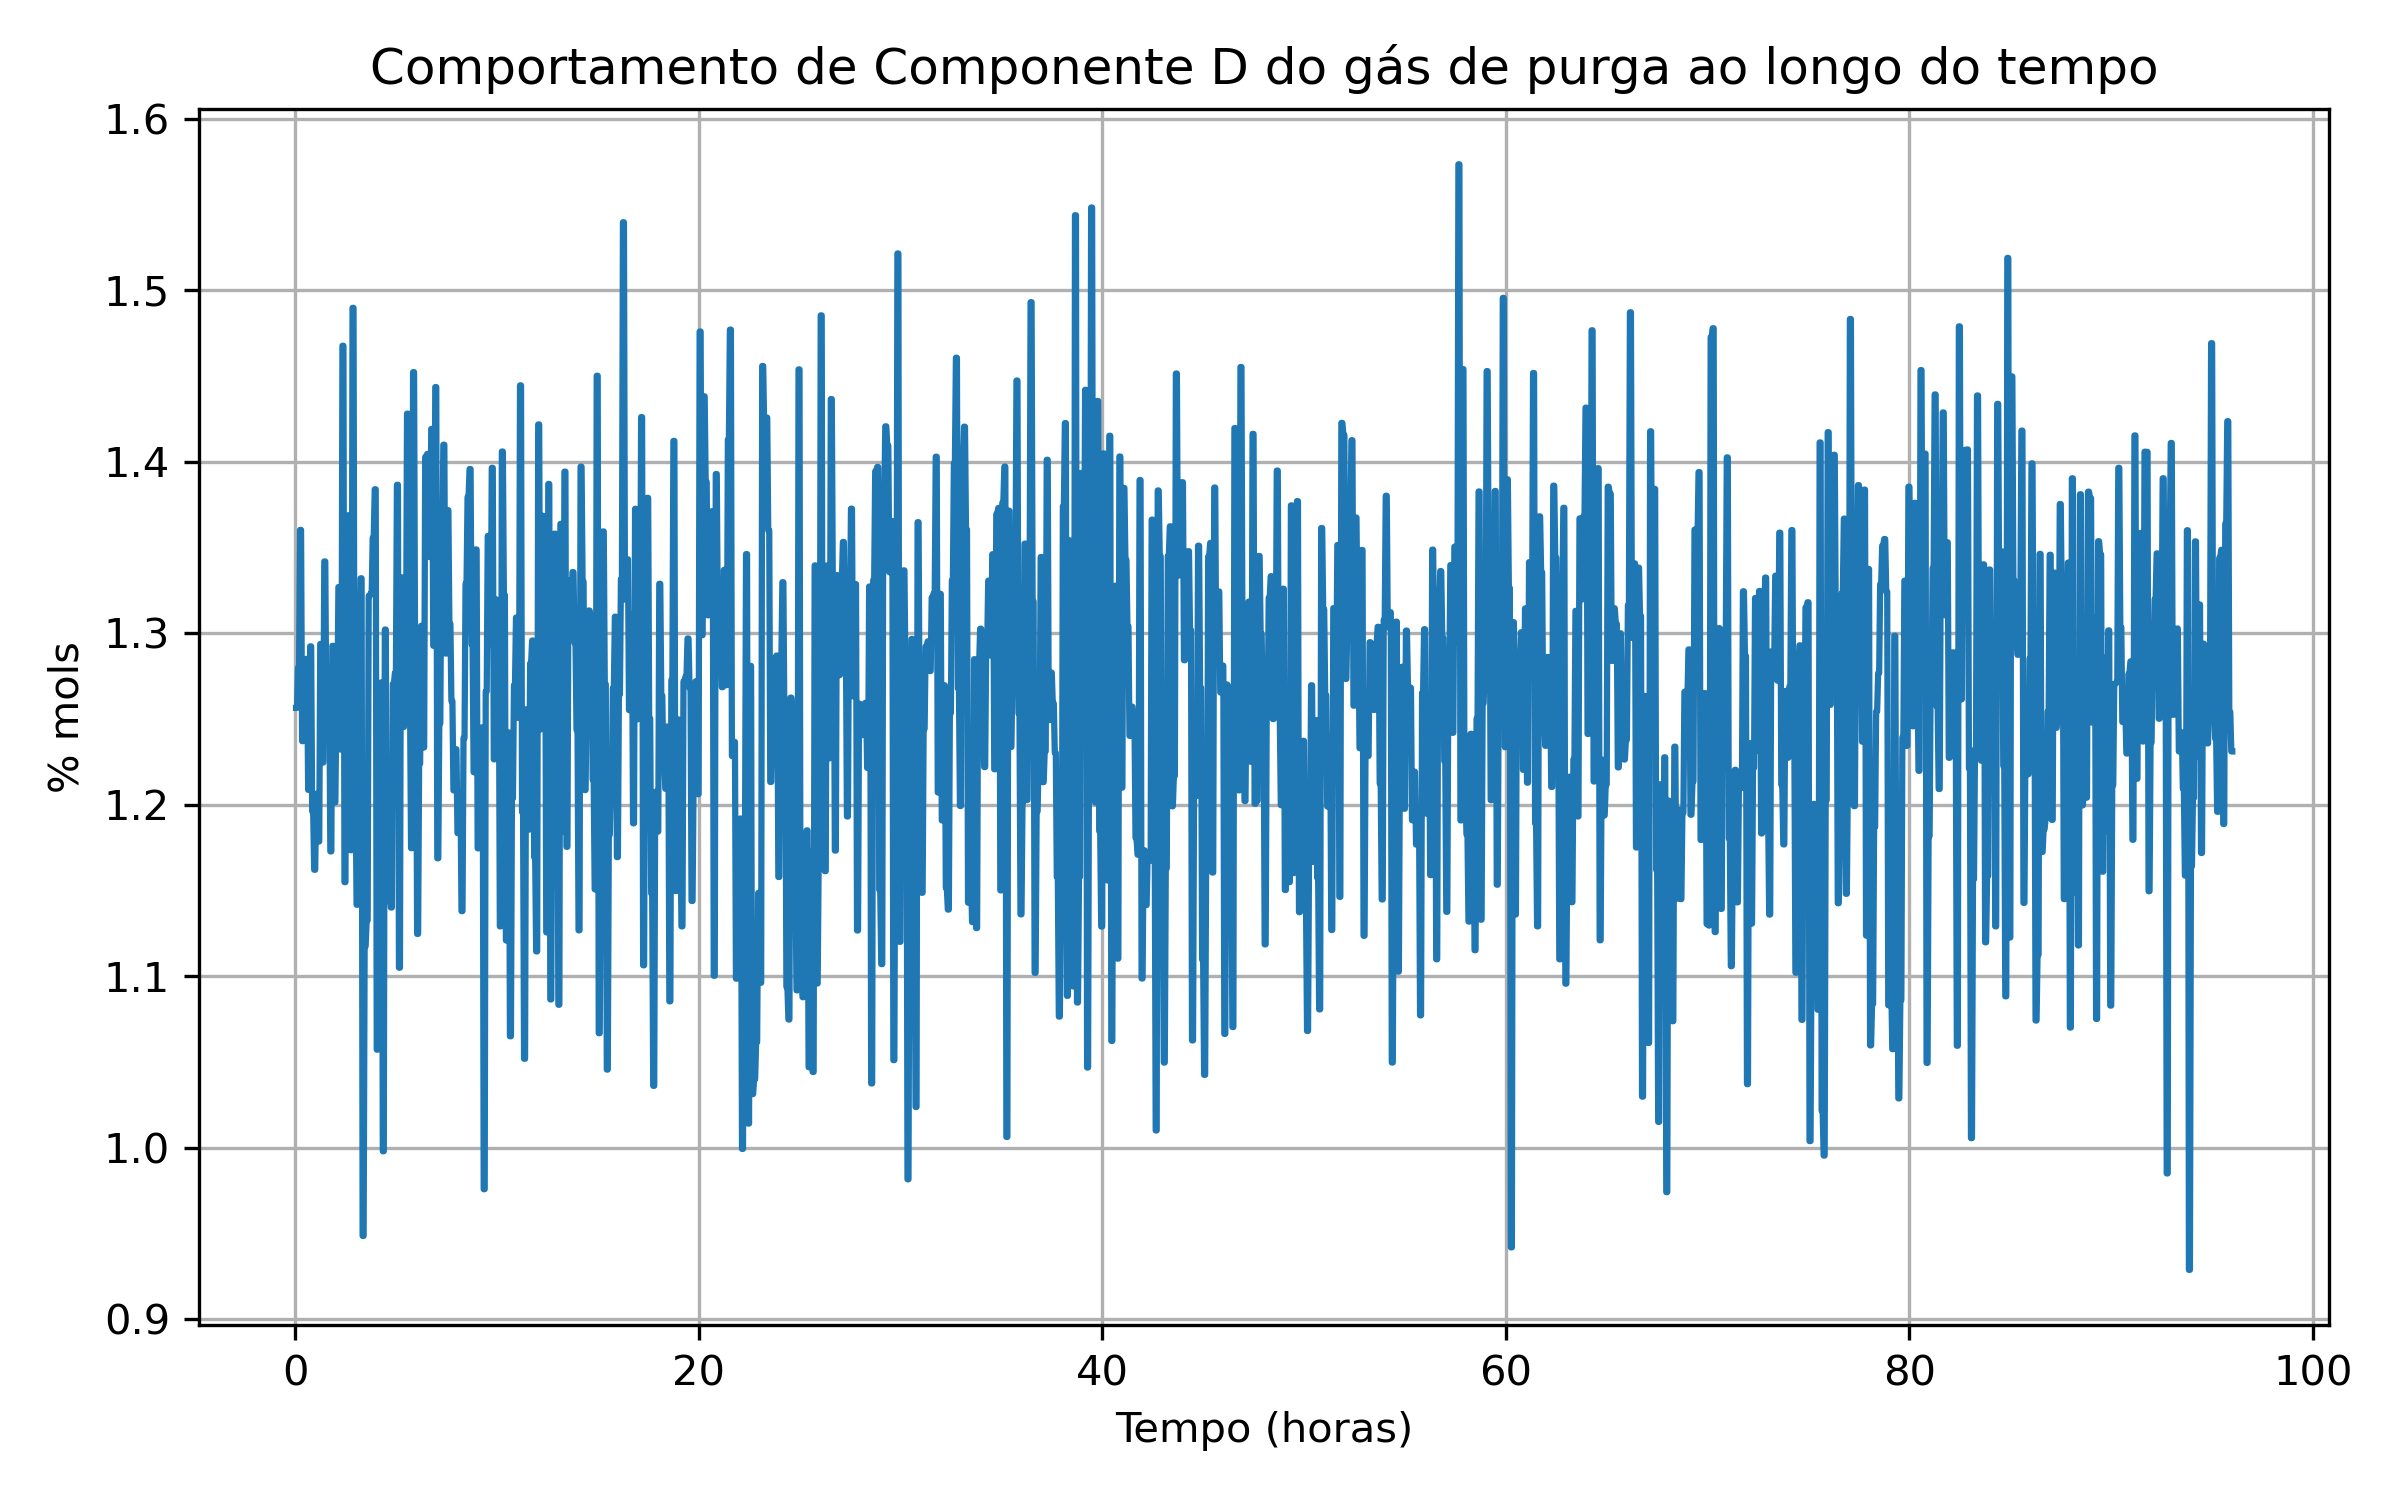 Comportamento de Componente D do gás de purga ao longo do tempo
1.6
1.5
1.4
1.3
1.2
1.1
1.0
0.9
% mols
0 20 40 60 80 100
Tempo (horas)